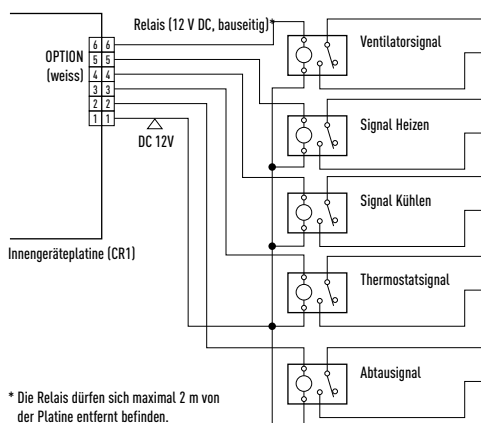 Relais (12 V DC, bauseitig)*
Ventilatorsignal
6 6
OPTION
(weiss)
5 5
4 4
3 3
2 2
1 1
DC 12V
Signal Heizen
Signal Kühlen
Innengeräteplatine (CR1)
Thermostatsignal
Abtausignal
* Die Relais dürfen sich maximal 2 m von
der Platine entfernt befinden.